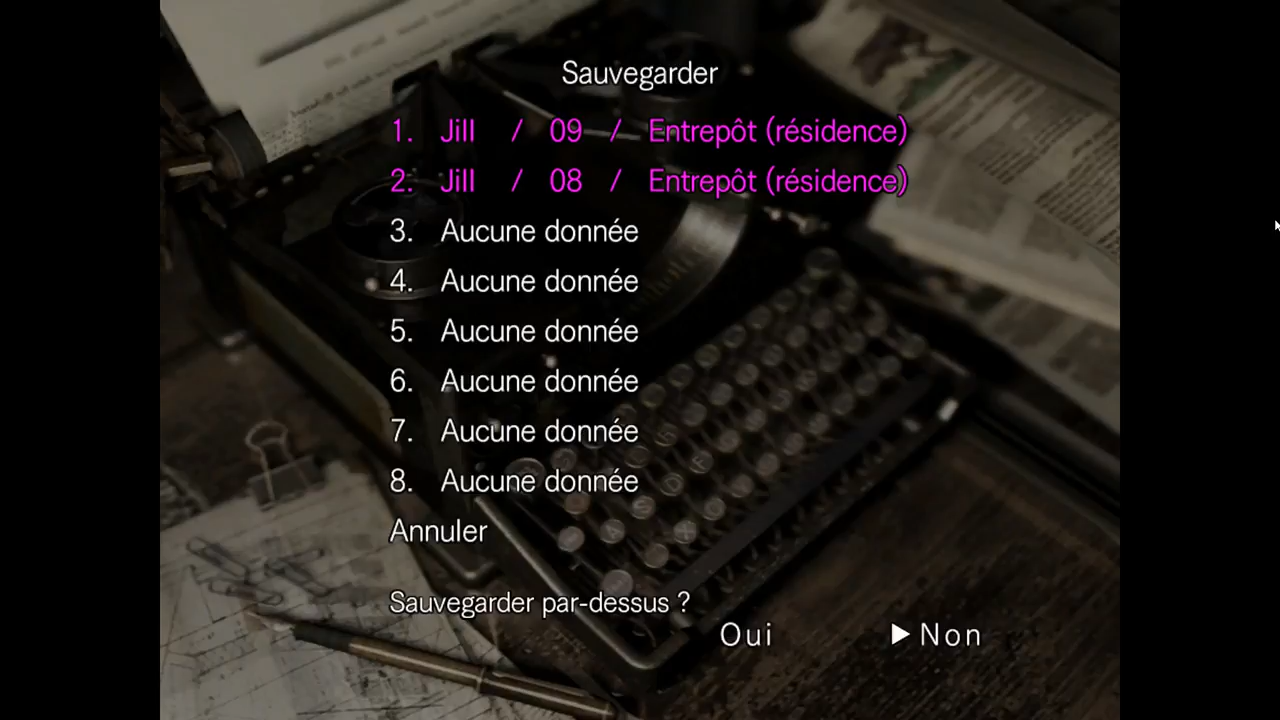 Sauvegarder
1. Jill / 09 / Entrepôt (résidence)
2. Jill / 08 / Entrepôt (résidence)
3. Aucune donnée
4. Aucune donnée
5. Aucune donnée
6. Aucune donnée
7. Aucune donnée
8. Aucune donnée
Annuler
Sauvegarder par-dessus ?
Oui ▶Non